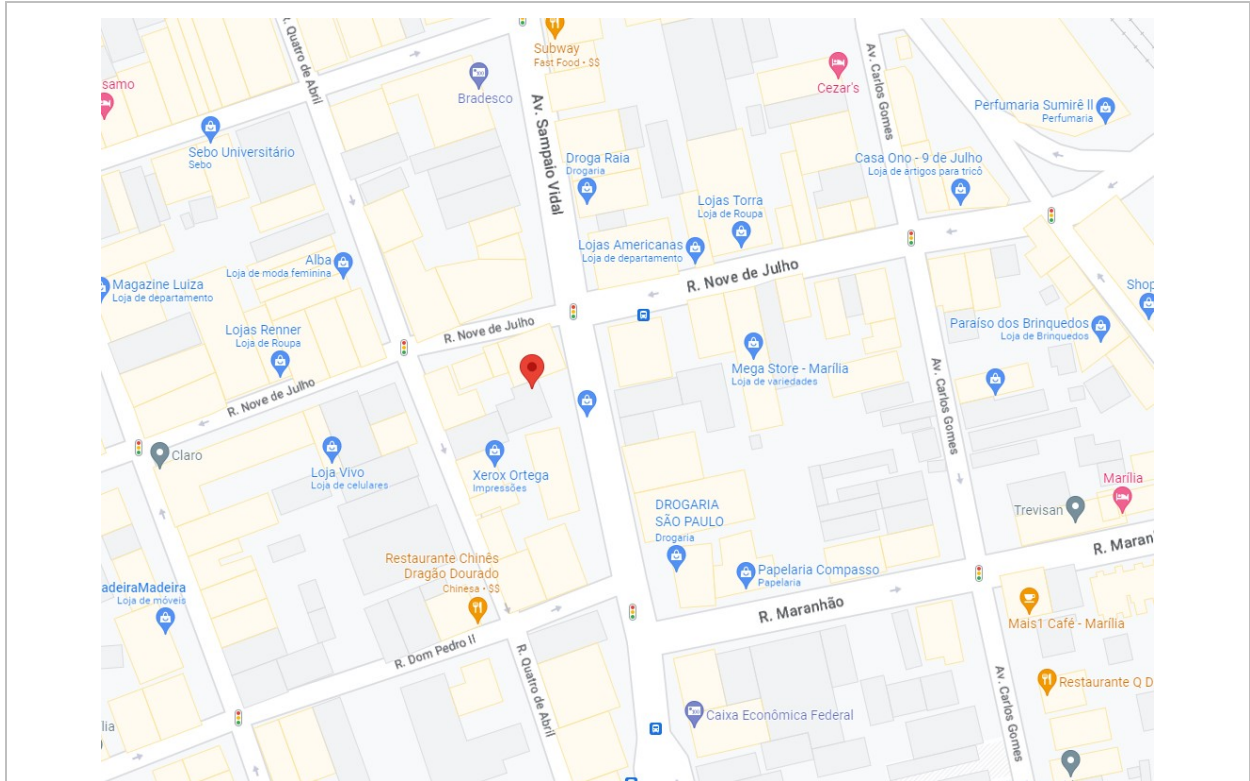 R. Quatro de Abril
Subway
Fast Food • $$
samo
Bradesco
Av. Sampaio Vidal
Av. Carlos Gomes
Cezar's
Perfumaria Sumirê II
Perfumaria
Sebo Universitário
Sebo
Droga Raia
Drogaria
Casa Ono - 9 de Julho
Loja de artigos para tricô
Lojas Torra
Loja de Roupa
Lojas Americanas
Loja de departamento
Alba
Loja de moda feminina
R. Nove de Julho
Magazine Luiza
Loja de departamento
Shop
Lojas Renner
Loja de Roupa
R. Nove de Julho
Paraíso dos Brinquedos
Loja de Brinquedos
Mega Store - Marília
Loja de variedades
R. Nove de Julho
Av. Carlos Gomes
Claro
Loja Vivo
Loja de celulares
Xerox Ortega
Impressões
Marília
Trevisan
DROGARIA
SÃO PAULO
Drogaria
R. Maran
Restaurante Chinês
Dragão Dourado
Chinesa • $$
Papelaria Compasso
Papelaria
adeiraMadeira
Loja de móveis
R. Maranhão
Mais1 Café - Marília
R. Dom Pedro II
R. Quatro de Abril
Av. Carlos Gomes
Restaurante Q D
Caixa Econômica Federal
lia